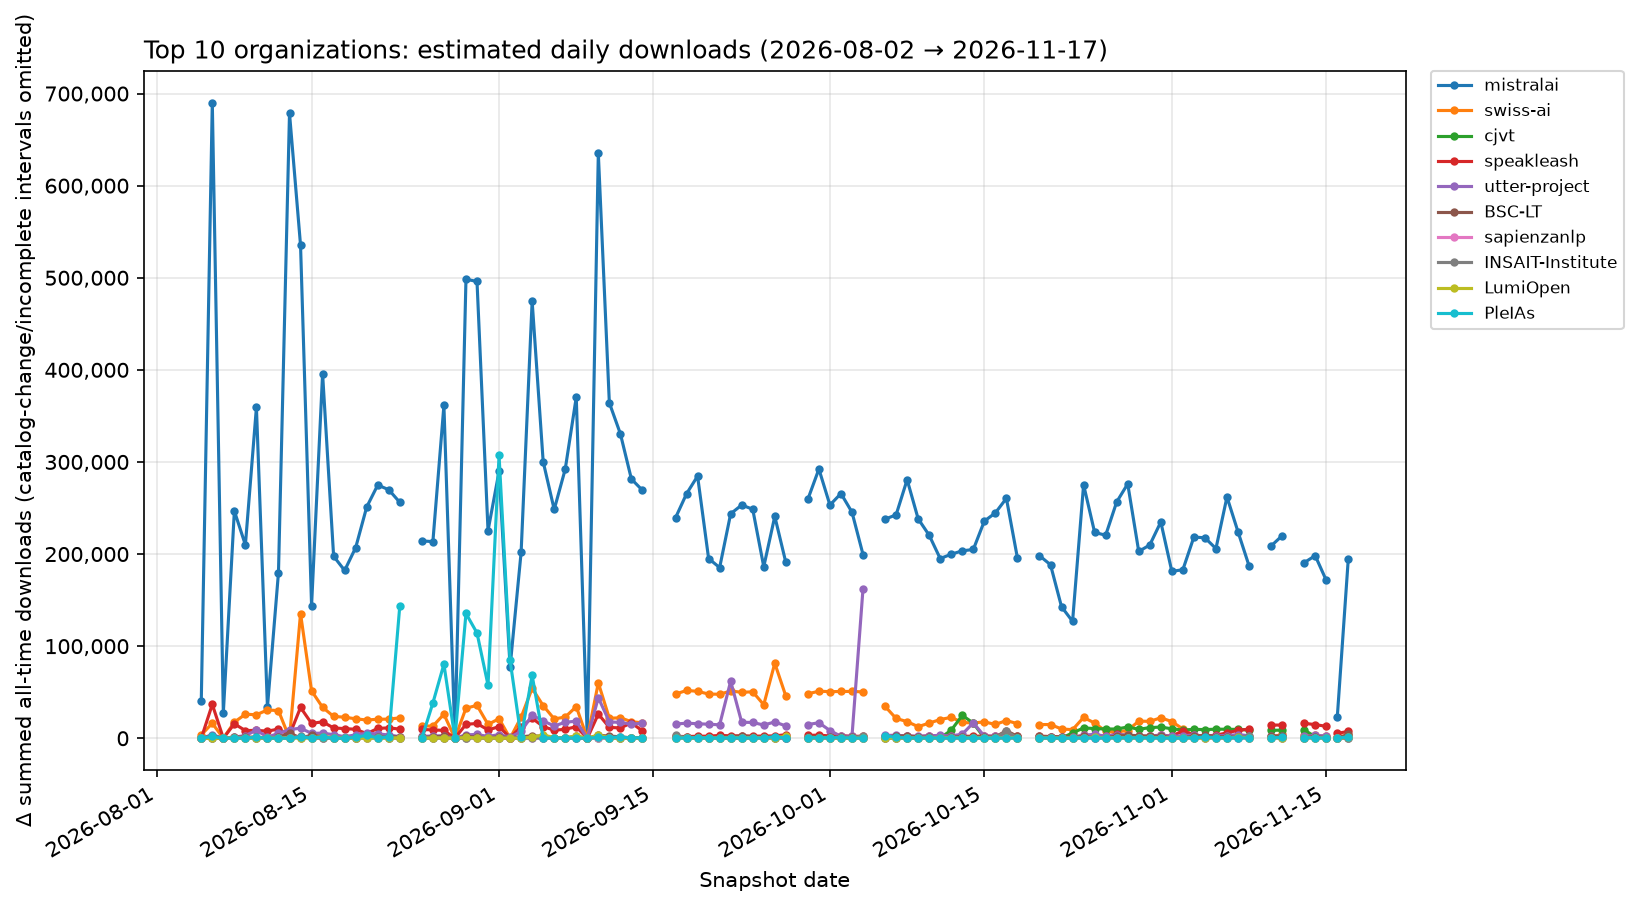 Top 10 organizations: estimated daily downloads (2026-08-02 → 2026-11-17)
Δ summed all-time downloads (catalog-change/incomplete intervals omitted)
700,000
600,000
500,000
400,000
300,000
200,000
100,000
0
2026-08-01
2026-08-15
2026-09-01
2026-09-15
2026-10-01
2026-10-15
2026-11-01
2026-11-15
Snapshot date
mistralai
swiss-ai
cjvt
speakleash
utter-project
BSC-LT
sapienzanlp
INSAIT-Institute
LumiOpen
PleIAs